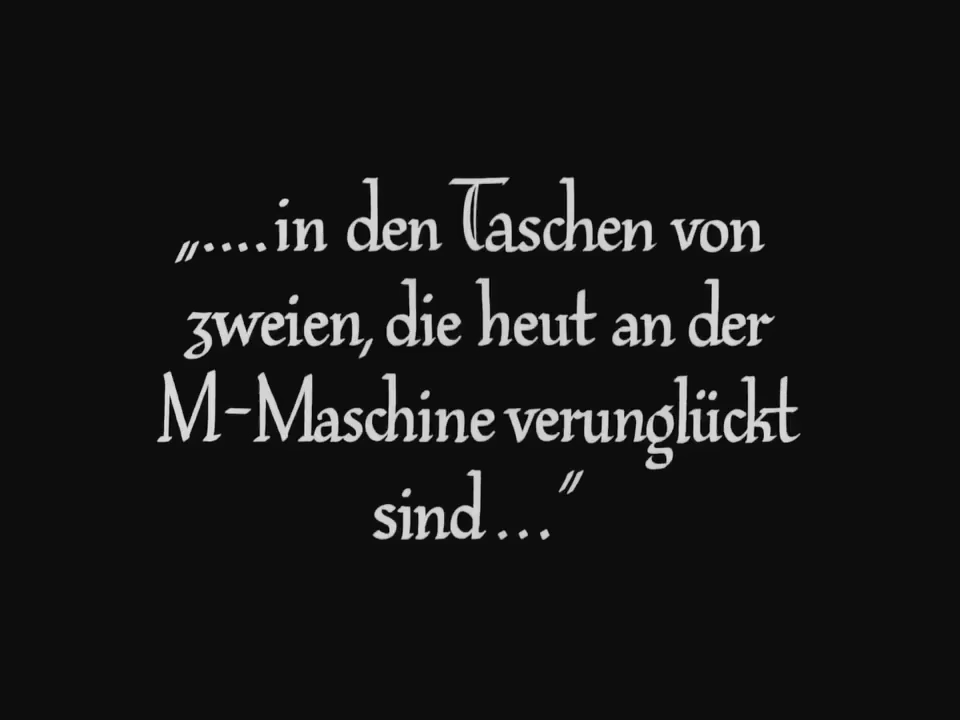 „....in den Taschen von
zweien, die heut an der
M-Maschine verunglückt
sind..."